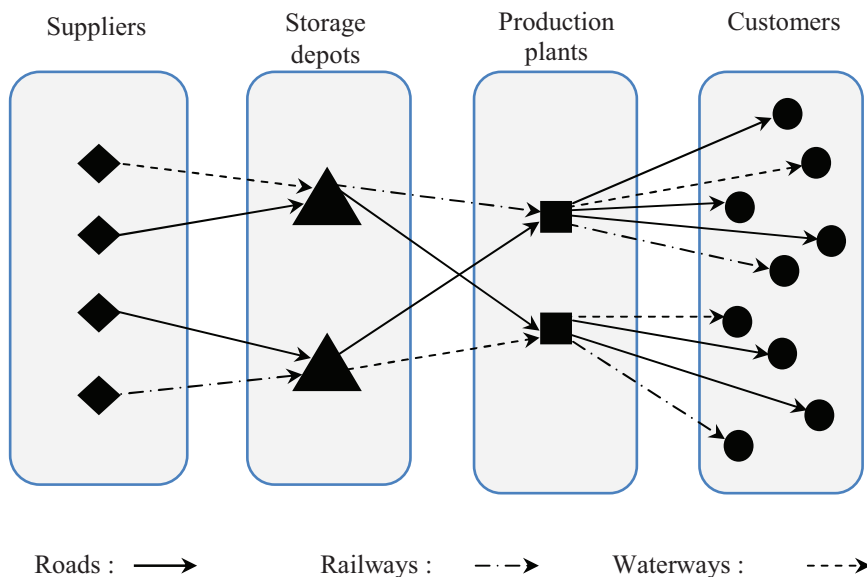 Suppliers
Storage
depots
Production
plants
Customers
Roads :
Railways :
Waterways :